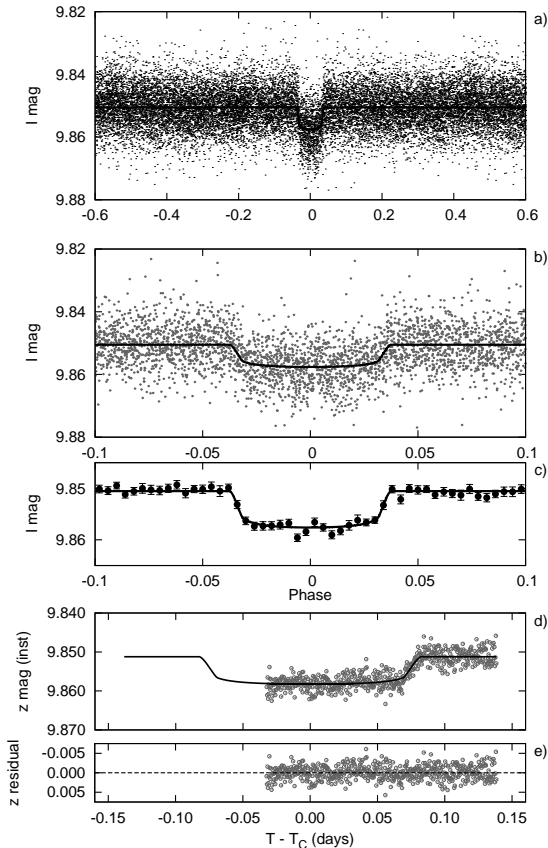 a)
9.82
9.84
9.86
9.88
I mag
-0.6 -0.4 -0.2 0 0.2 0.4 0.6
b)
9.82
9.84
9.86
9.88
I mag
-0.1 -0.05 0 0.05 0.1
c)
9.85
9.86
I mag
-0.1 -0.05 0 0.05 0.1
Phase
d)
9.840
9.850
9.860
9.870
z mag (inst)
e)
-0.005
0.000
0.005
z residual
-0.15 -0.10 -0.05 0.00 0.05 0.10 0.15
T - TC (days)